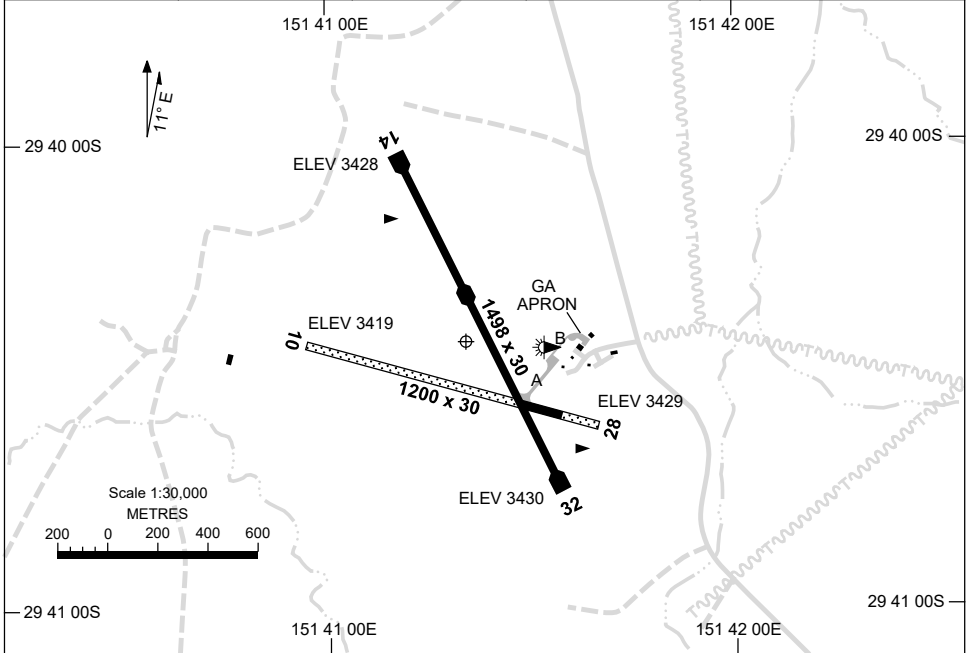 151 41 00E
151 42 00E
11° E
29 40 00S
29 40 00S
14
ELEV 3428
GA
APRON
ELEV 3419
10
1498 x 30
B
A
1200 x 30
ELEV 3429
28
ELEV 3430
32
Scale 1:30,000
METRES
200 0 200 400 600
29 41 00S
29 41 00S
151 41 00E
151 42 00E